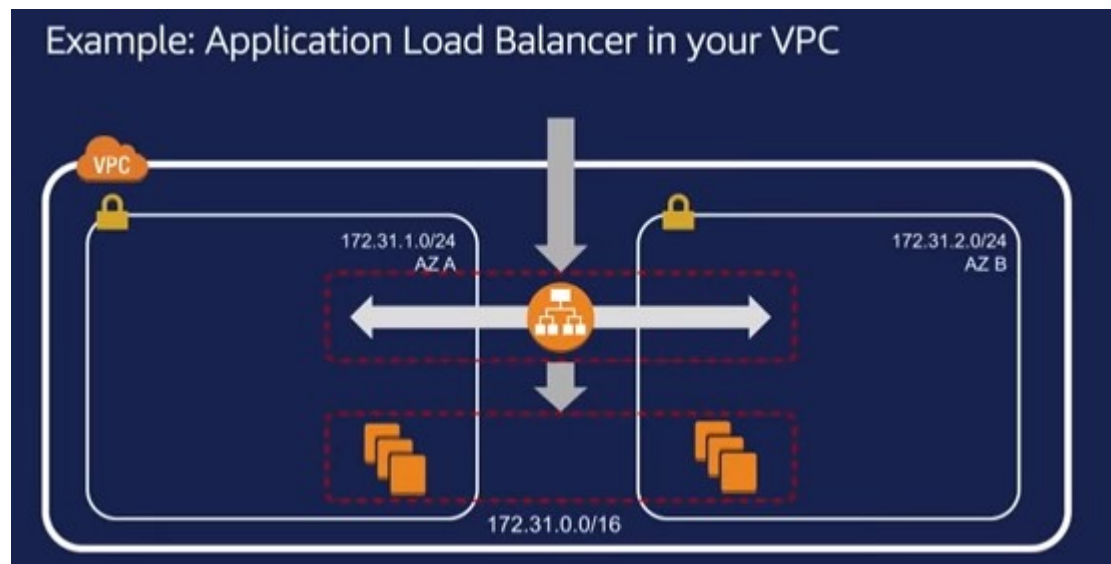 Example: Application Load Balancer in your VPC
VPC
172.31.1.0/24
AZ A
172.31.2.0/24
AZ B
172.31.0.0/16